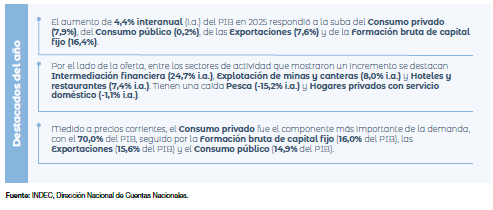 Destacados del año
El aumento de 4,4% interanual (i.a.) del PIB en 2025 respondió a la suba del Consumo privado
(7,9%), del Consumo público (0,2%), de las Exportaciones (7,6%) y de la Formación bruta de capital
fijo (16,4%).
Por el lado de la oferta, entre los sectores de actividad que mostraron un incremento se destacan
Intermediación financiera (24,7% i.a.), Explotación de minas y canteras (8,0% i.a.) y Hoteles y
restaurantes (7,4% i.a.). Tienen una caída Pesca (-15,2% i.a.) y Hogares privados con servicio
doméstico (-1,1% i.a.).
Medido a precios corrientes, el Consumo privado fue el componente más importante de la demanda,
con el 70,0% del PIB, seguido por la Formación bruta de capital fijo (16,0% del PIB), las
Exportaciones (15,6% del PIB) y el Consumo público (14,9% del PIB).
Fuente: INDEC, Dirección Nacional de Cuentas Nacionales.